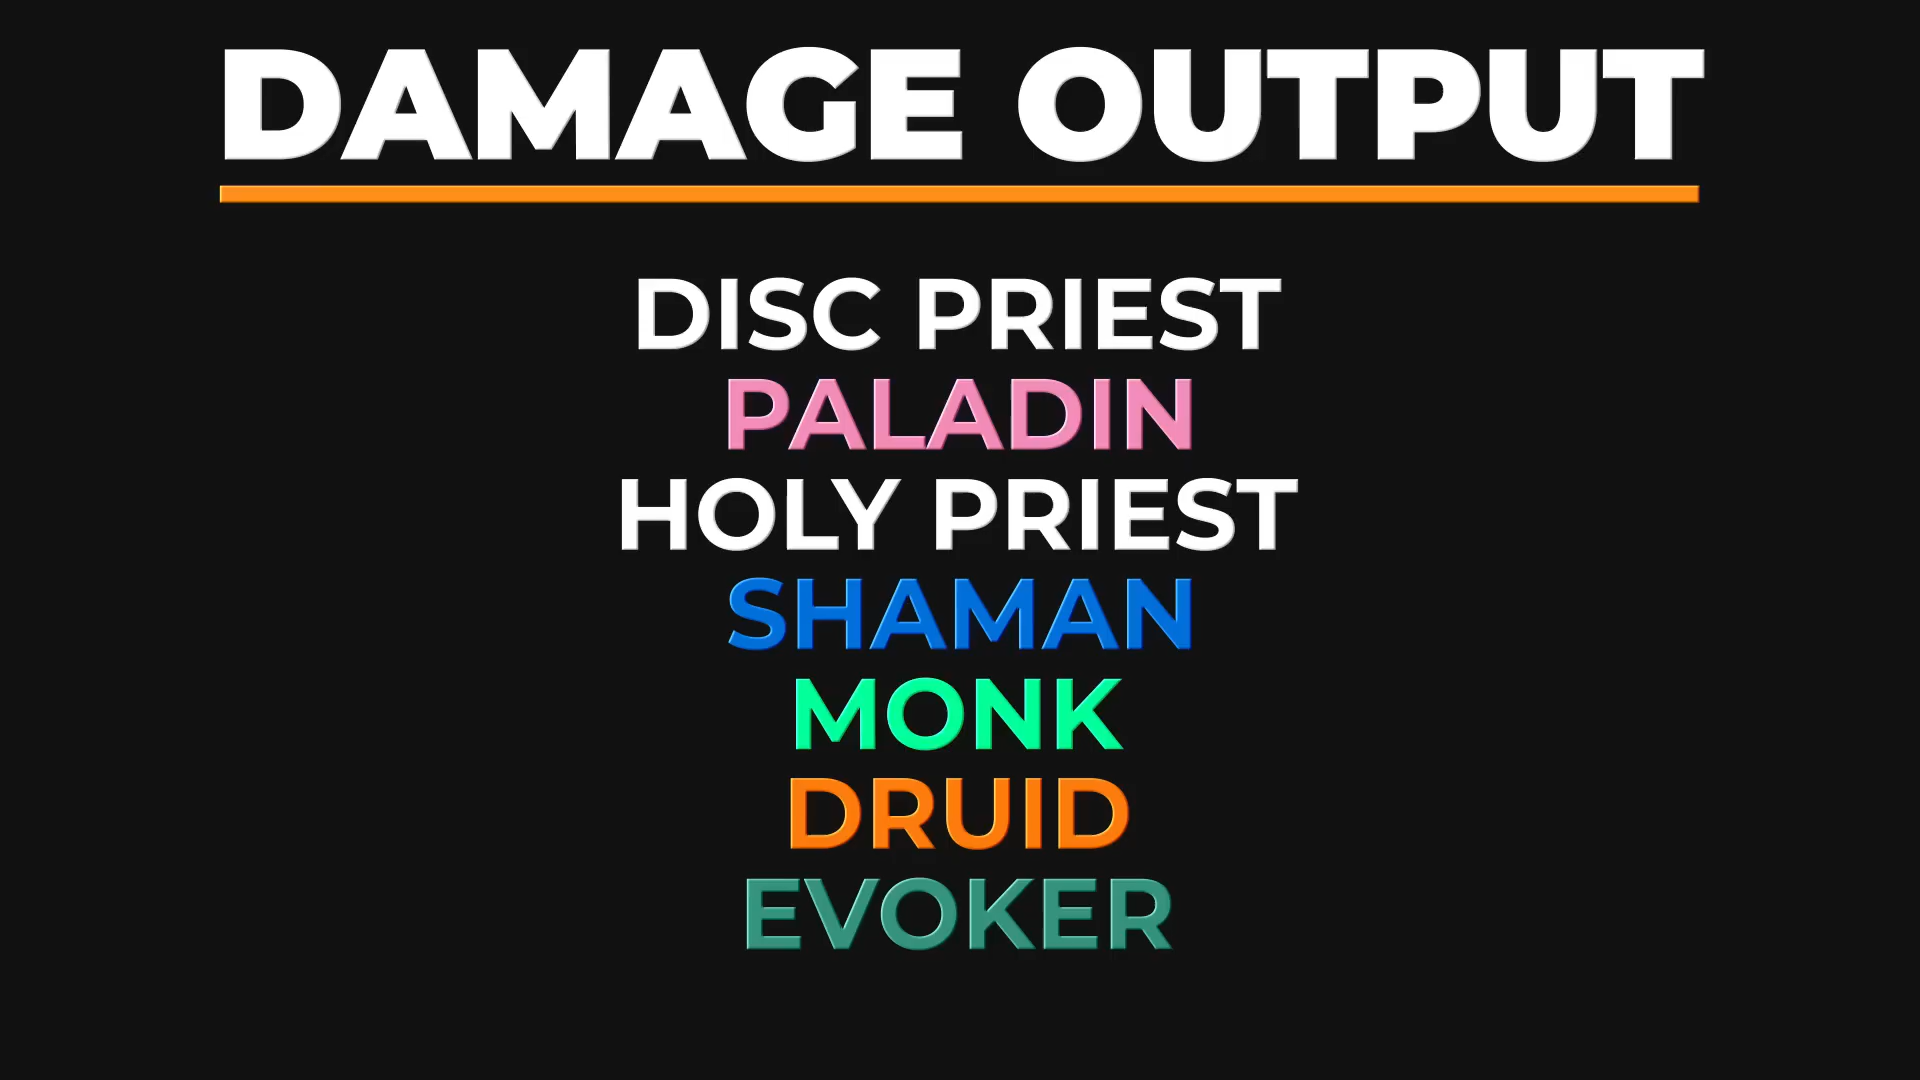 DAMAGE OUTPUT
DISC PRIEST
PALADIN
HOLY PRIEST
SHAMAN
MONK
DRUID
EVOKER